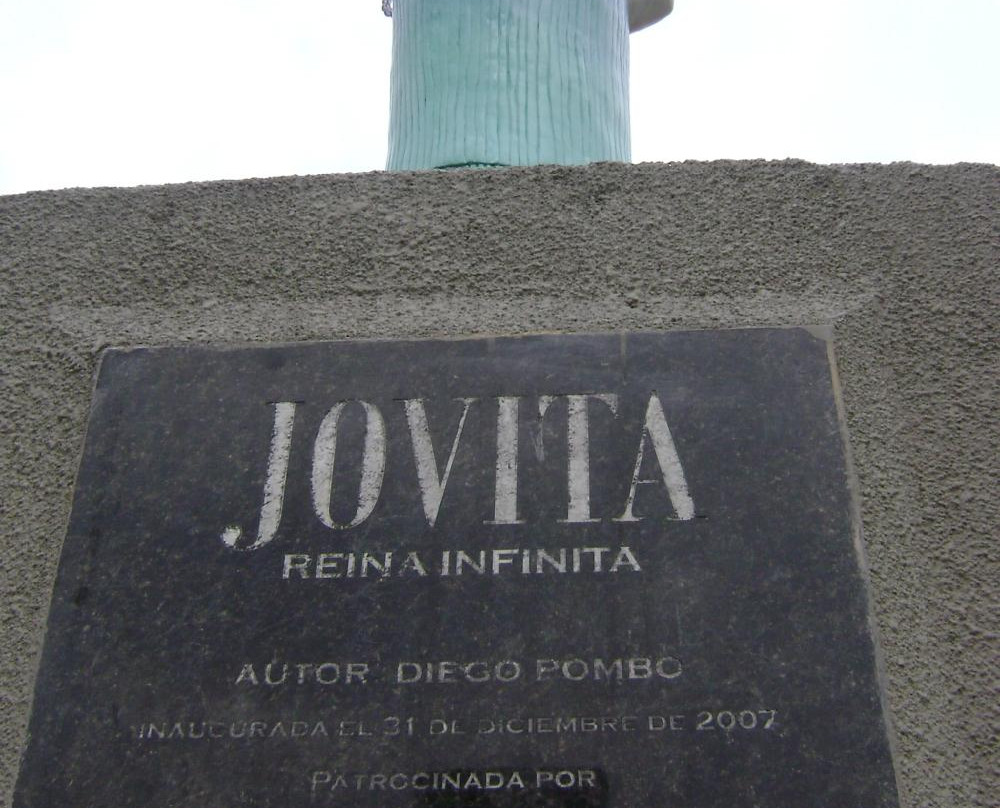 JOVITA
REINA INFINITA
AUTOR DIEGO POMBO
INAUGURADA EL 31 DE DICIEMBRE DE 2007
PATROCINADA POR